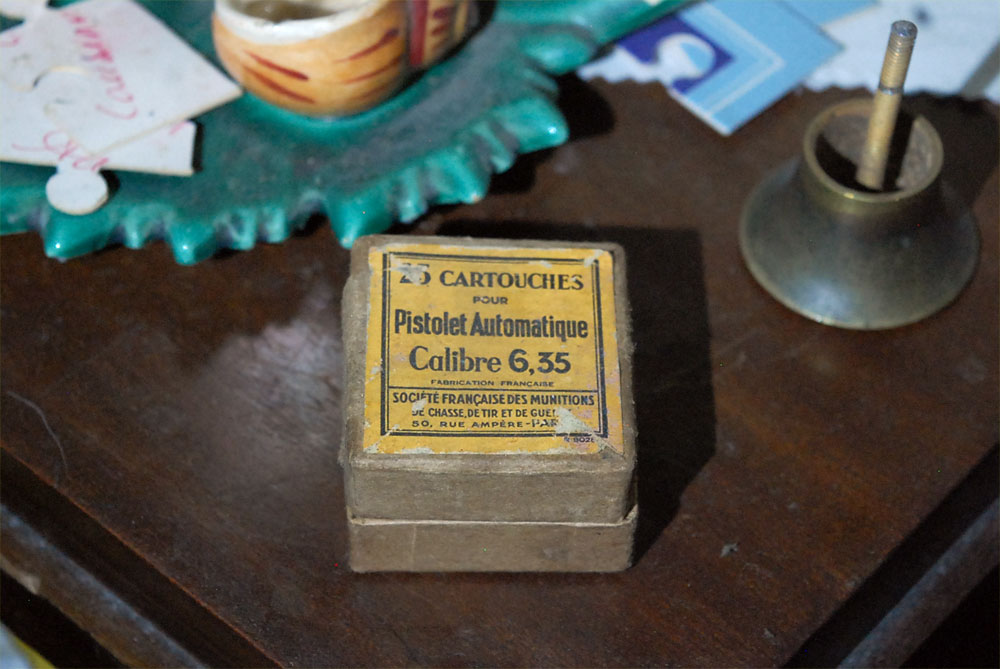 25 CARTOUCHES
POUR
Pistolet Automatique
Calibre 6,35
FABRICATION FRANÇAISE
SOCIÉTÉ FRANÇAISE DES MUNITIONS
DE CHASSE, DE TIR ET DE GUE
50, RUE AMPÈRE-PAR